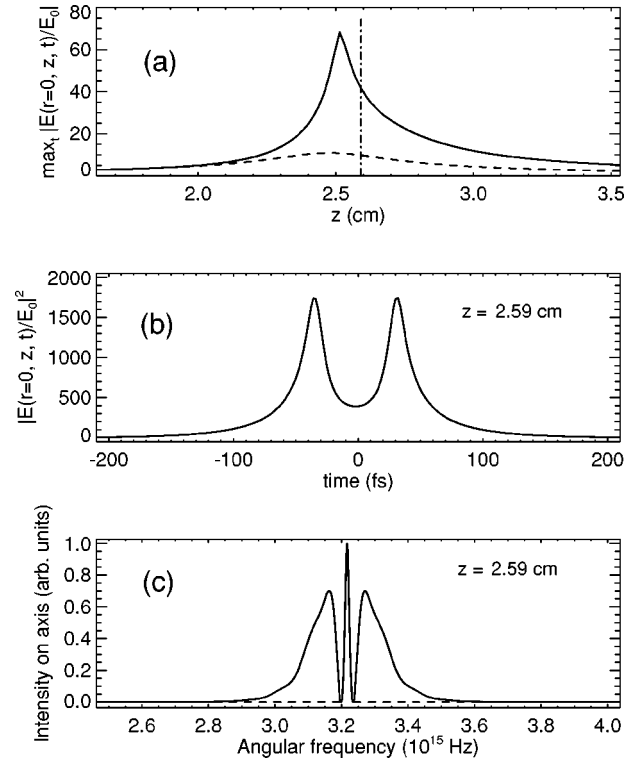 max_t |E(r=0, z, t)/E_0|
80
60
40
20
0
(a)
2.0 2.5 3.0 3.5
z (cm)
|E(r=0, z, t)/E_0|^2
2000
1500
1000
500
0
(b)
z = 2.59 cm
-200 -100 0 100 200
time (fs)
Intensity on axis (arb. units)
1.0
0.8
0.6
0.4
0.2
0.0
(c)
z = 2.59 cm
2.6 2.8 3.0 3.2 3.4 3.6 3.8 4.0
Angular frequency (10^15 Hz)